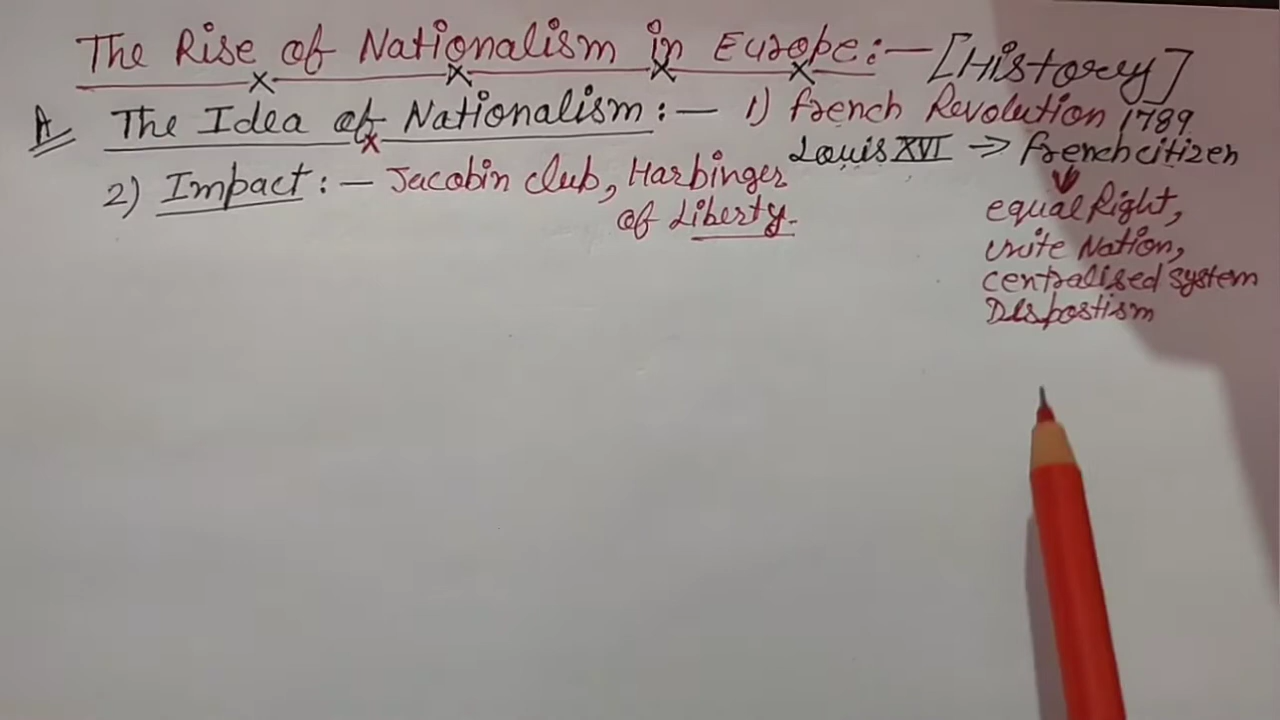 The Rise of Nationalism in Europe:- [History]
A The Idea of Nationalism:- 1) French Revolution 1789
Louis XVI → French citizen
2) Impact:- Jacobin club, Harbinger
of Liberty.
equal Right,
unite Nation,
centralised system
Despostism